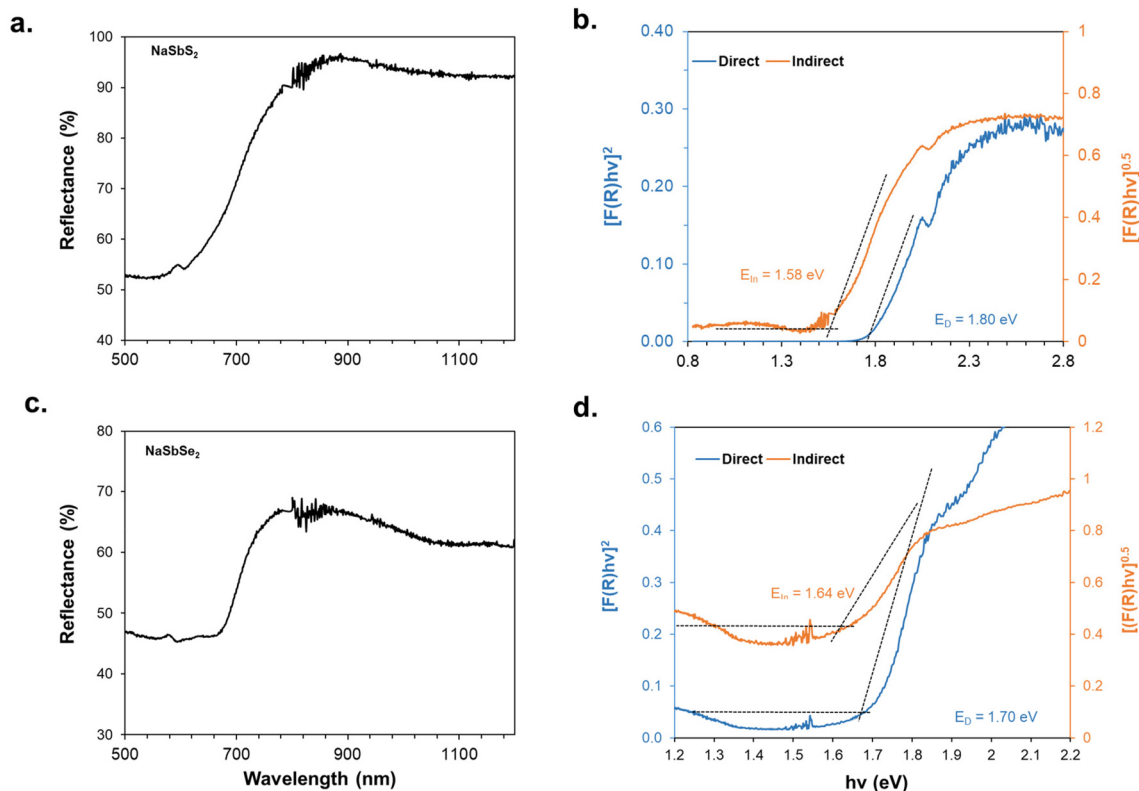 a.
NaSbS2
Reflectance (%)
100
90
80
70
60
50
40
500
700
900
1100
b.
Direct
Indirect
[F(R)hv]2
0.40
0.30
0.20
0.10
0.00
[F(R)hv]0.5
1
0.8
0.6
0.4
0.2
0
EIn = 1.58 eV
ED = 1.80 eV
0.8
1.3
1.8
2.3
2.8
c.
NaSbSe2
Reflectance (%)
80
70
60
50
40
30
500
700
900
1100
Wavelength (nm)
d.
Direct
Indirect
[F(R)hv]2
0.6
0.5
0.4
0.3
0.2
0.1
0.0
[(F(R)hv]0.5
1.2
1
0.8
0.6
0.4
0.2
0
EIn = 1.64 eV
ED = 1.70 eV
1.2
1.3
1.4
1.5
1.6
1.7
1.8
1.9
2
2.1
2.2
hv (eV)